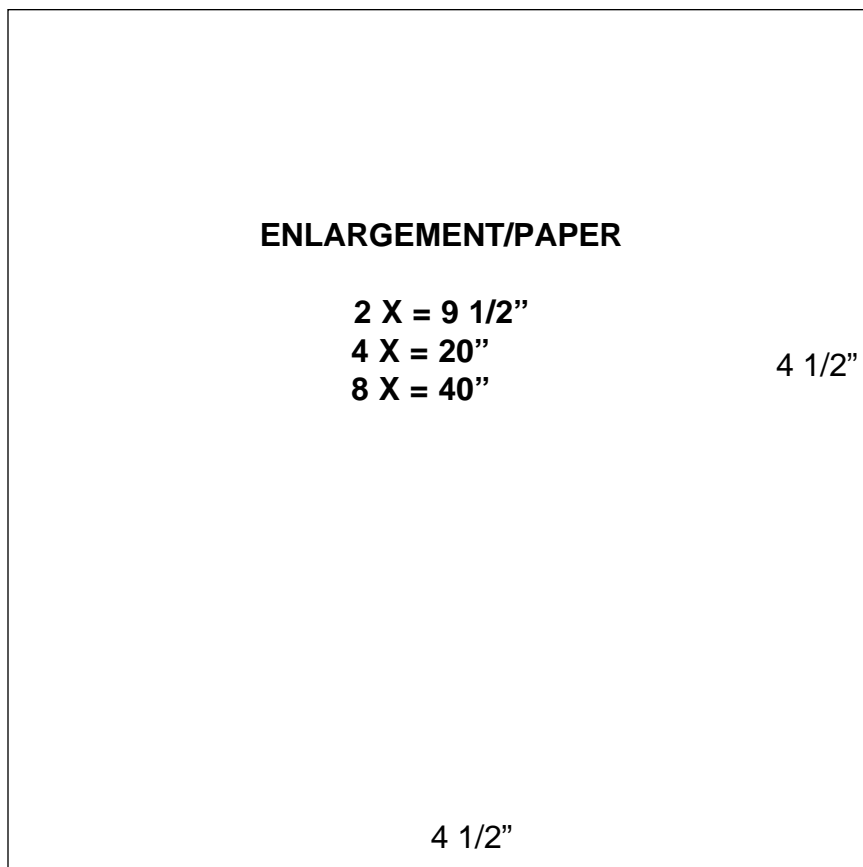 ENLARGEMENT/PAPER
2 X = 9 1/2”
4 X = 20”
8 X = 40”
4 1/2”
4 1/2”